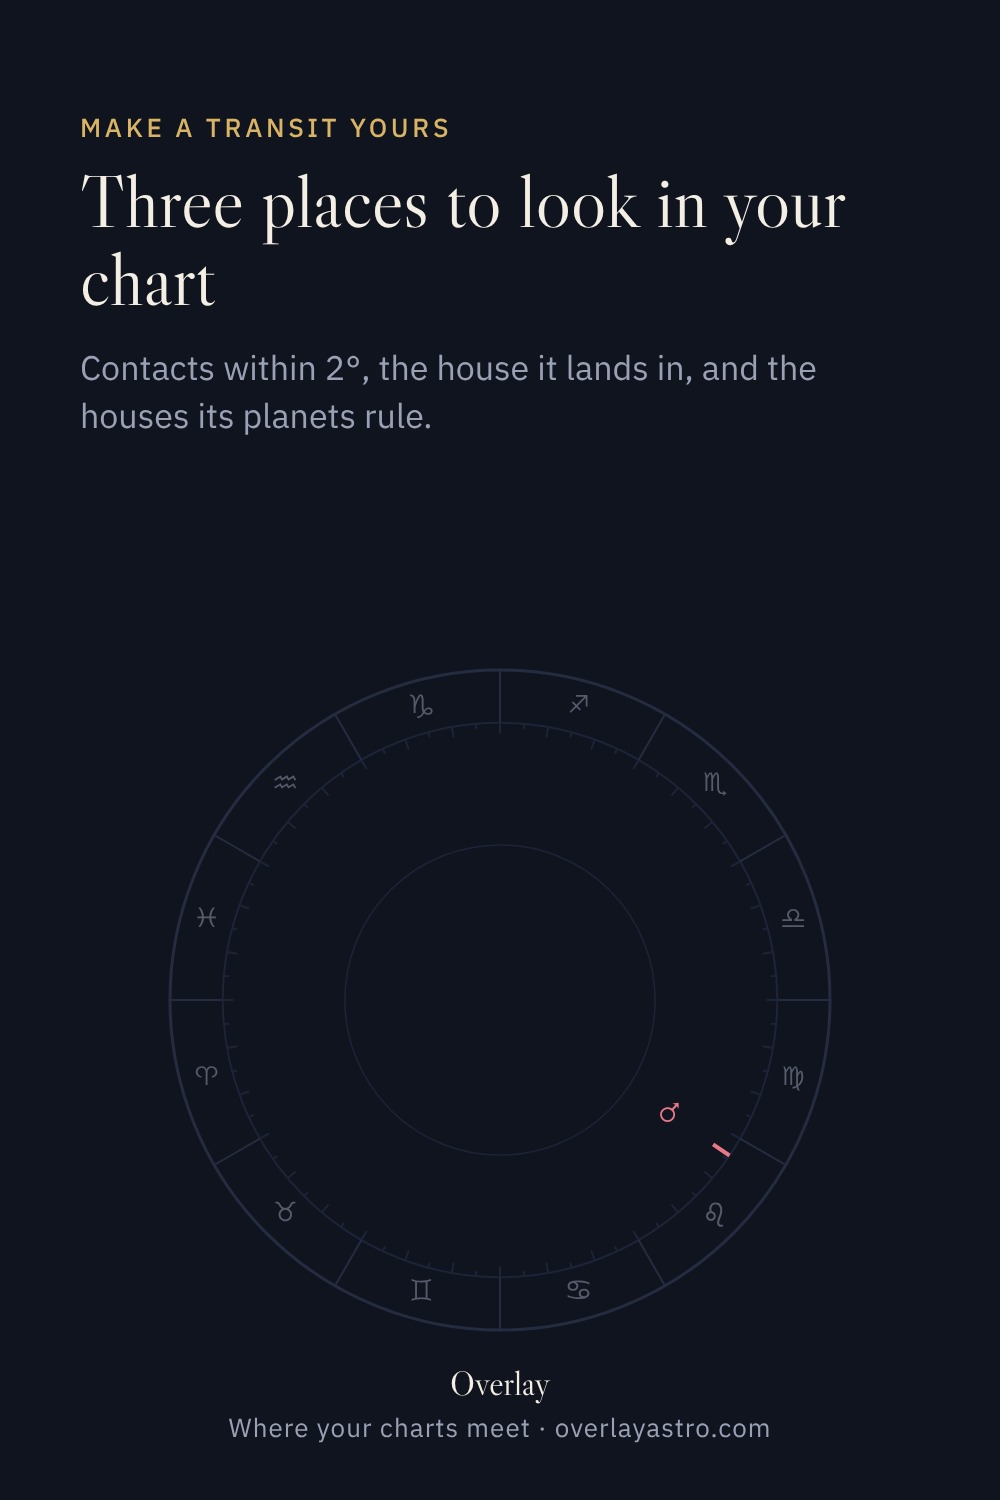 MAKE A TRANSIT YOURS
Three places to look in your
chart
Contacts within 2°, the house it lands in, and the
houses its planets rule.
♑ ♐
♒ ♏
♓ ♎
♈ ♍
♂
♉ ♌
♊ ♋
Overlay
Where your charts meet · overlayastro.com